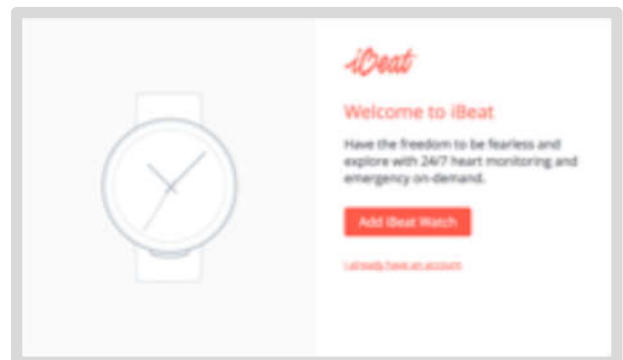 iBeat
Welcome to iBeat
Have the freedom to be fearless and
explore with 24/7 heart monitoring and
emergency on-demand.
Add iBeat Watch
I already have an account